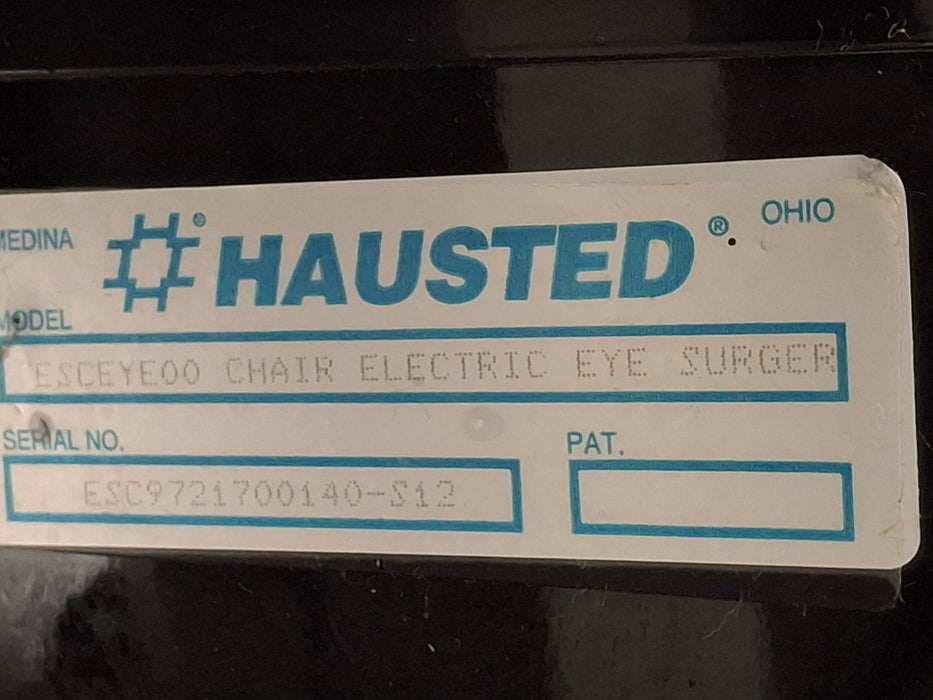 MEDINA HAUSTED® OHIO
MODEL
ESCEYE00 CHAIR ELECTRIC EYE SURGER
SERIAL NO.
PAT.
ESC9721700140-S12